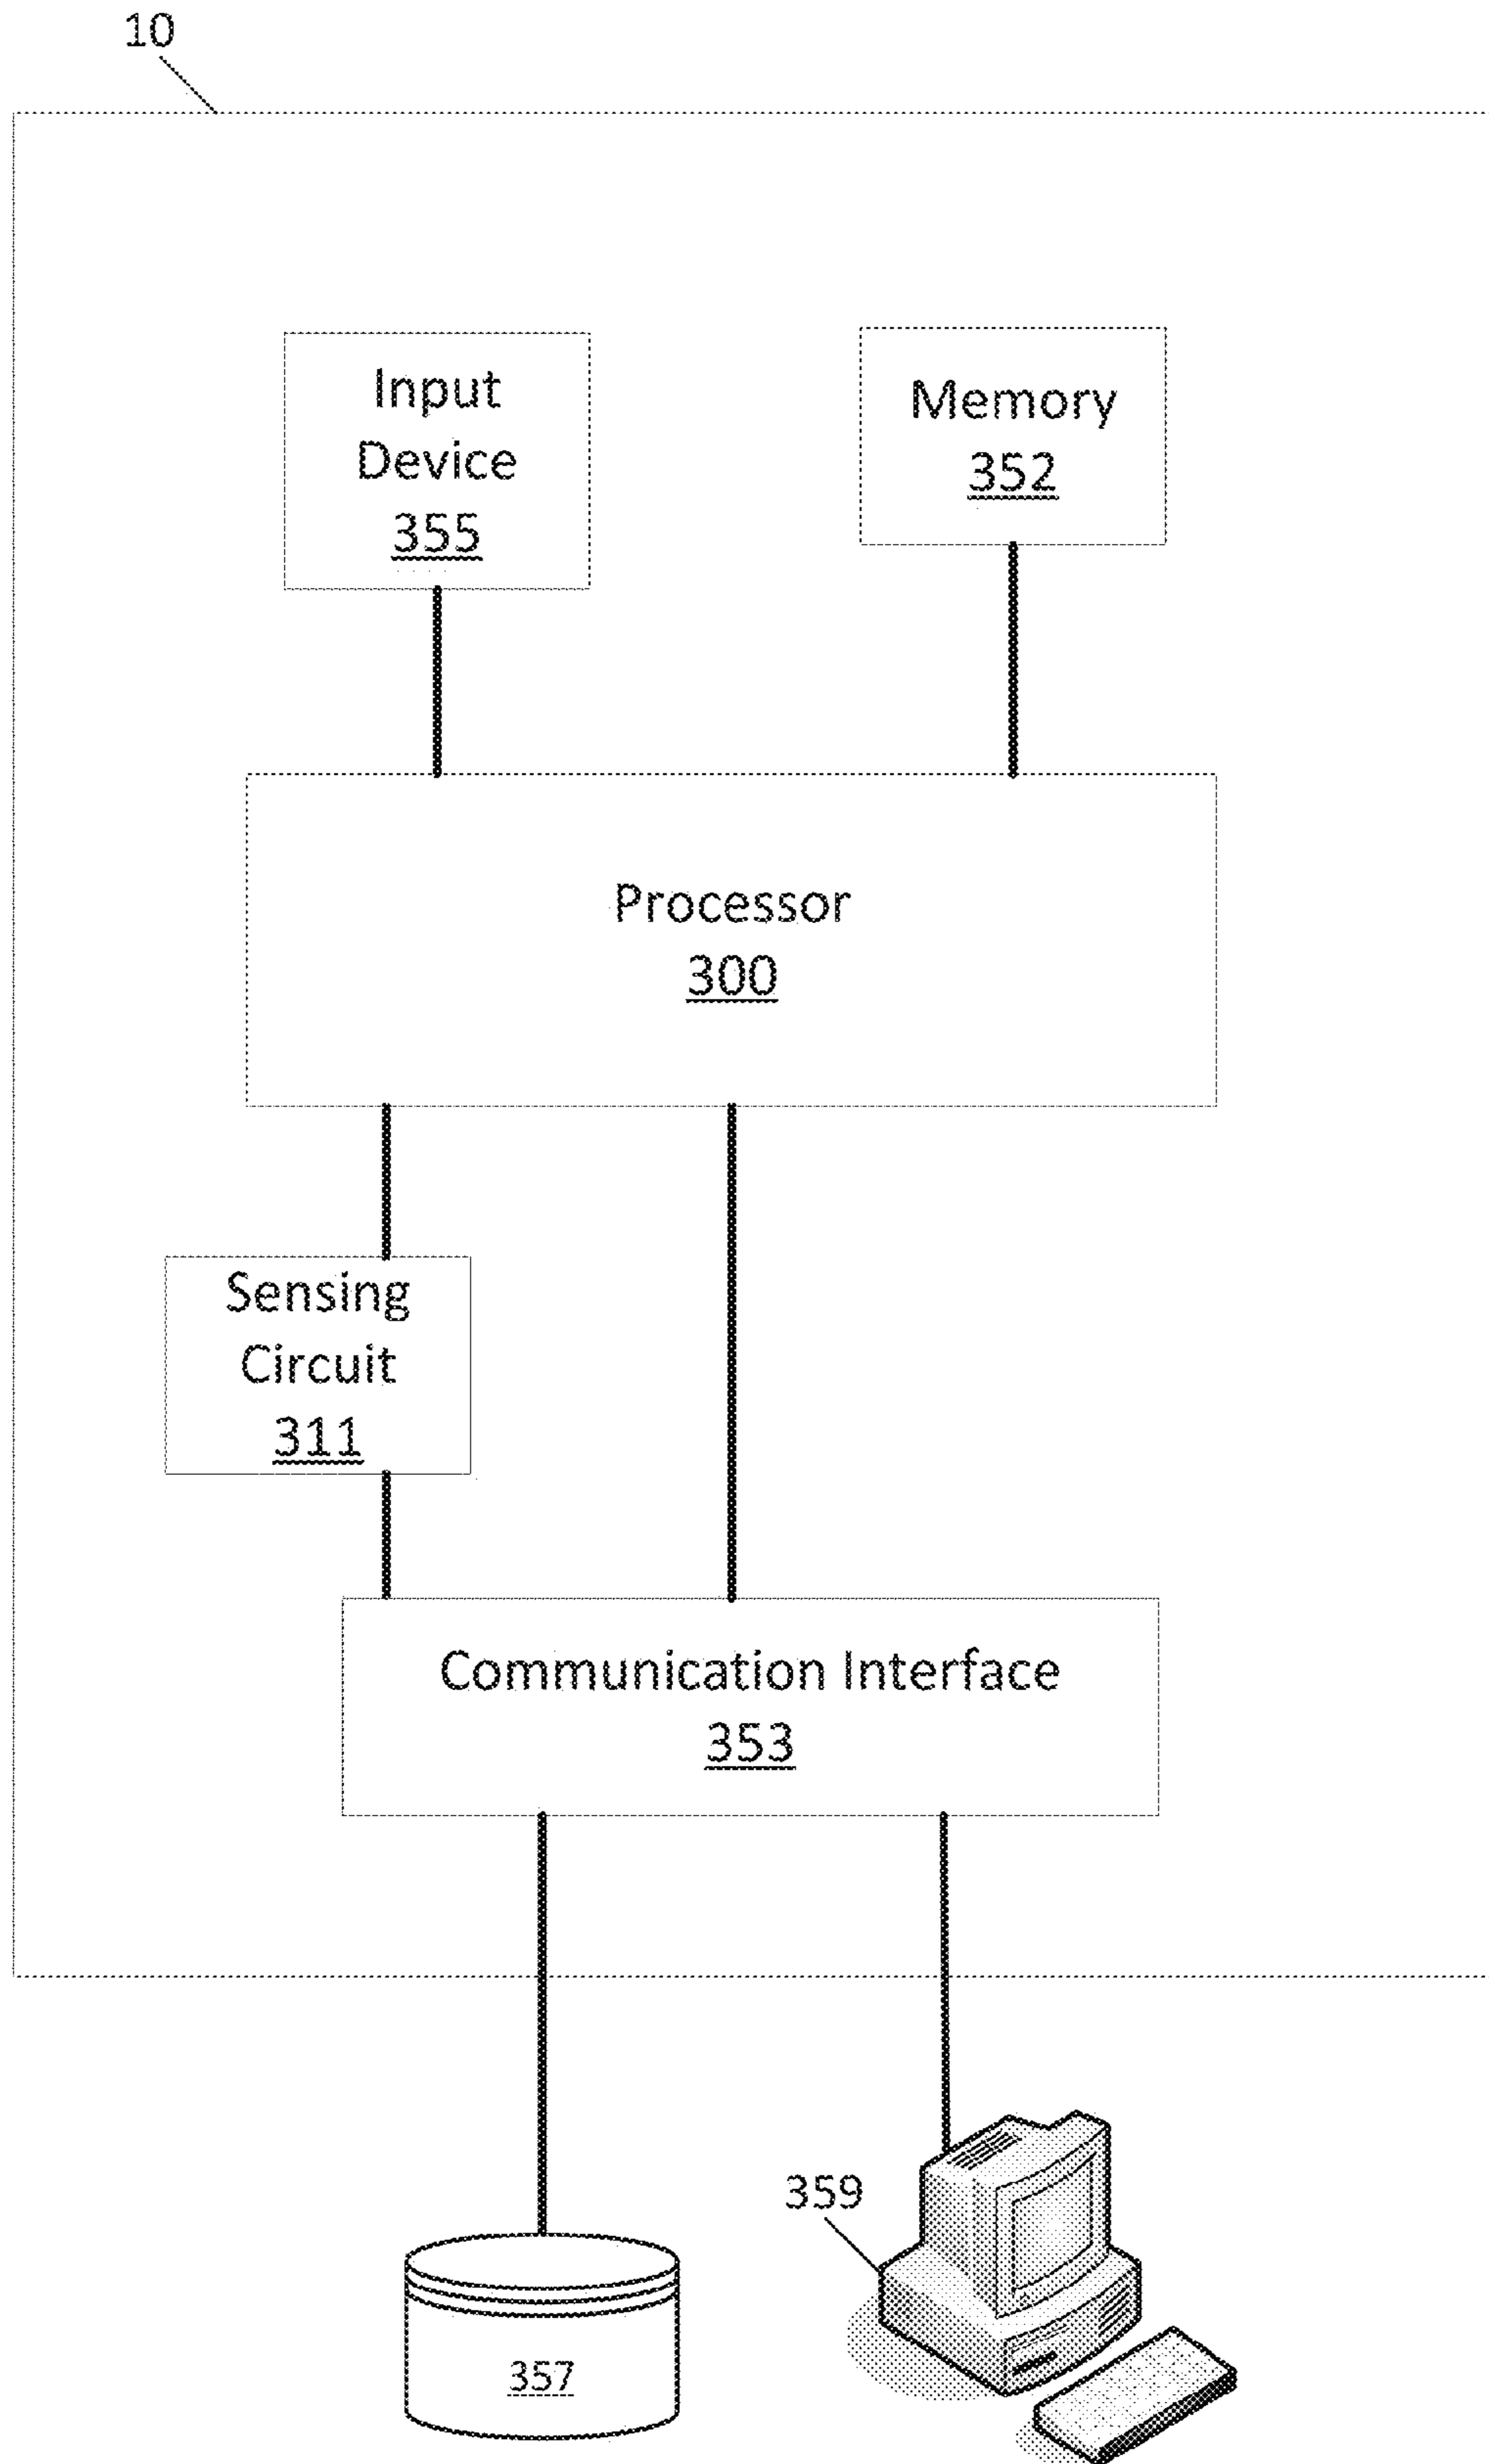 10
Input
Device
355
Memory
352
Processor
300
Sensing
Circuit
311
Communication Interface
353
359
357